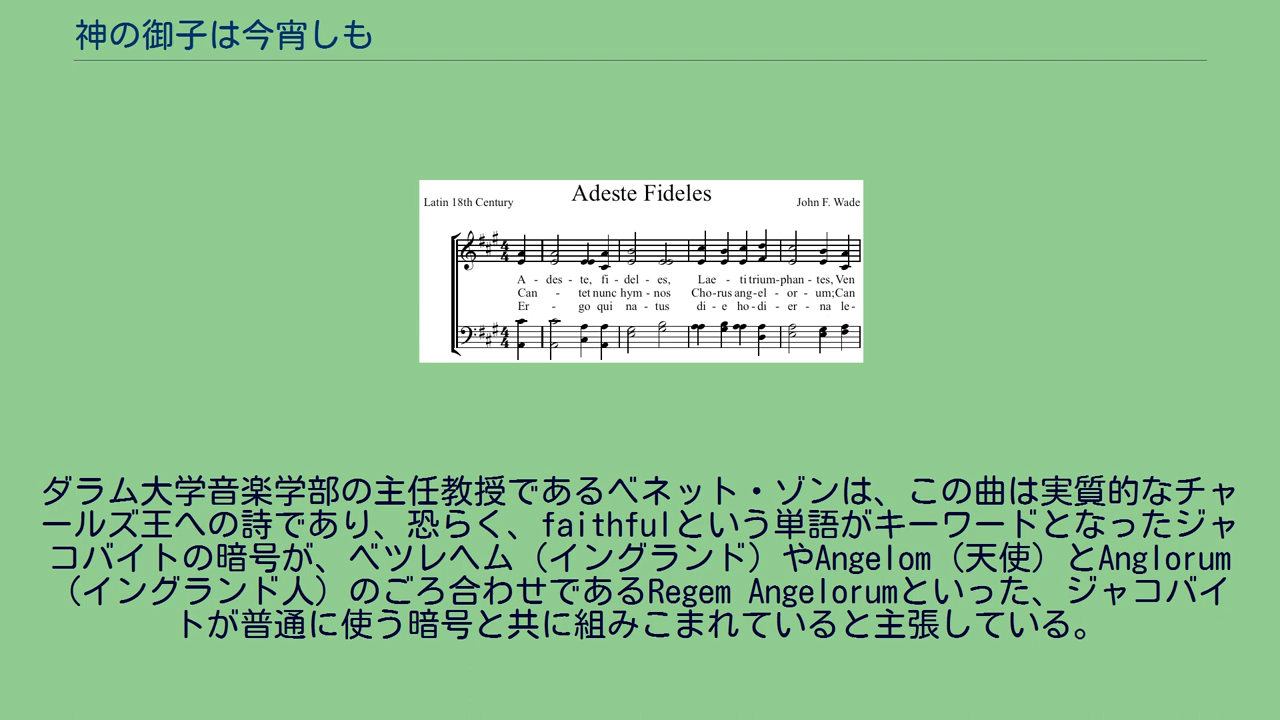 神の御子は今宵しも
Adeste Fideles
Latin 18th Century
John F. Wade
A - des - te, fi - del - es, Lae - ti trium-phan - tes, Ven
Can - tet nunc hym - nos Cho-rus ang-el - or - um;Can
Er - go qui na - tus di - e ho-di - er - na le-
ダラム大学音楽学部の主任教授であるベネット・ゾンは、この曲は実質的なチャ
ールズ王への詩であり、恐らく、faithfulという単語がキーワードとなったジャ
コバイトの暗号が、ベツレヘム（イングランド）やAngelom（天使）とAnglorum
（イングランド人）のごろ合わせであるRegem Angelorumといった、ジャコバイ
トが普通に使う暗号と共に組みこまれていると主張している。